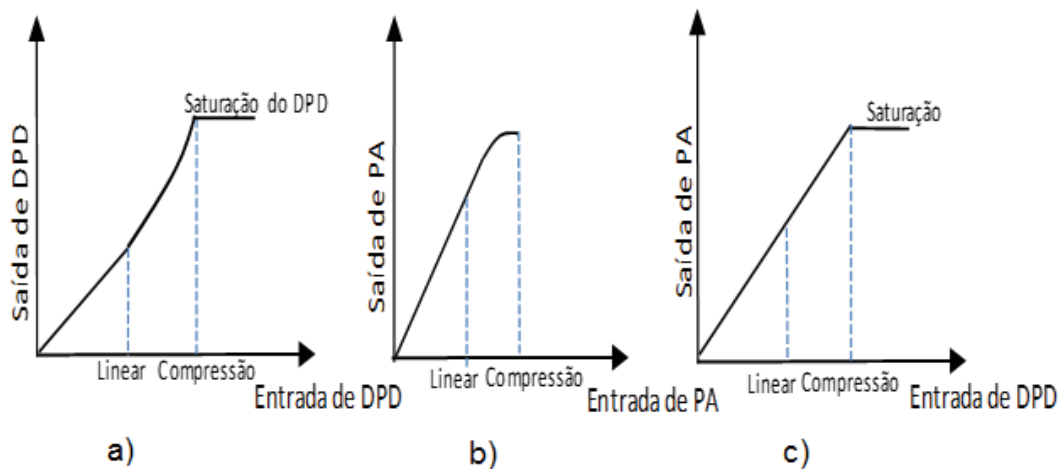 Saída de DPD
Saturação do DPD
Linear Compressão
Entrada de DPD
a)
Saída de PA
Linear Compressão
Entrada de PA
b)
Saída de PA
Saturação
Linear Compressão
Entrada de DPD
c)